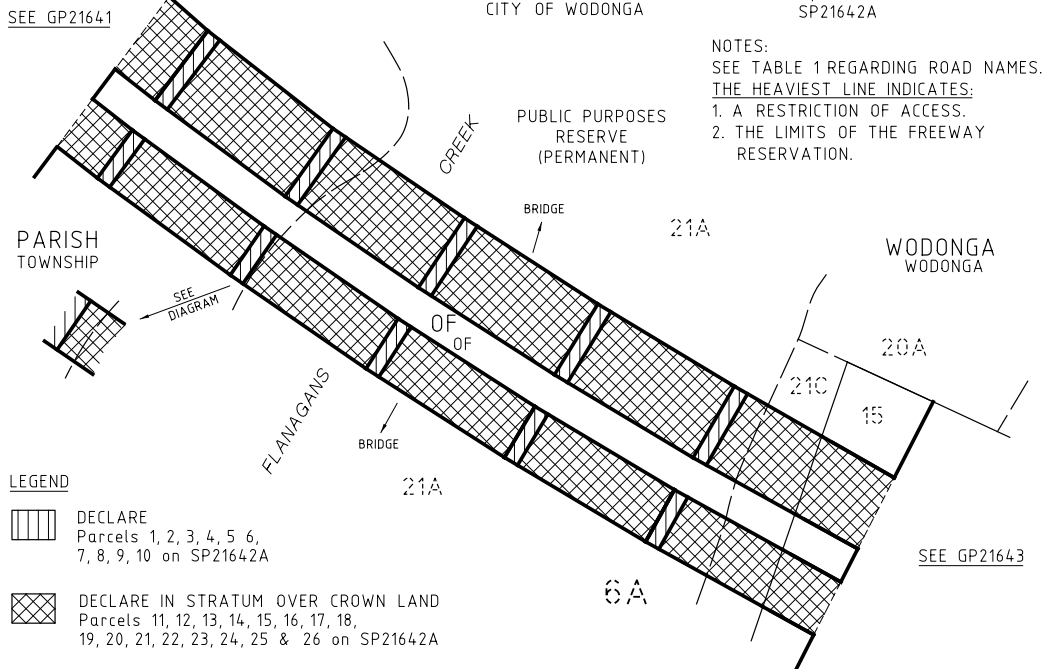 SEE GP21641
CITY OF WODONGA
SP21642A
NOTES:
SEE TABLE 1 REGARDING ROAD NAMES.
THE HEAVIEST LINE INDICATES:
1. A RESTRICTION OF ACCESS.
2. THE LIMITS OF THE FREEWAY
RESERVATION.
PUBLIC PURPOSES
RESERVE
(PERMANENT)
CREEK
BRIDGE
21A
PARISH
TOWNSHIP
WODONGA
WODONGA
SEE
DIAGRAM
OF
OF
20A
21C
15
FLANAGANS
BRIDGE
21A
LEGEND
DECLARE
Parcels 1, 2, 3, 4, 5 6,
7, 8, 9, 10 on SP21642A
SEE GP21643
6A
DECLARE IN STRATUM OVER CROWN LAND
Parcels 11, 12, 13, 14, 15, 16, 17, 18,
19, 20, 21, 22, 23, 24, 25 & 26 on SP21642A